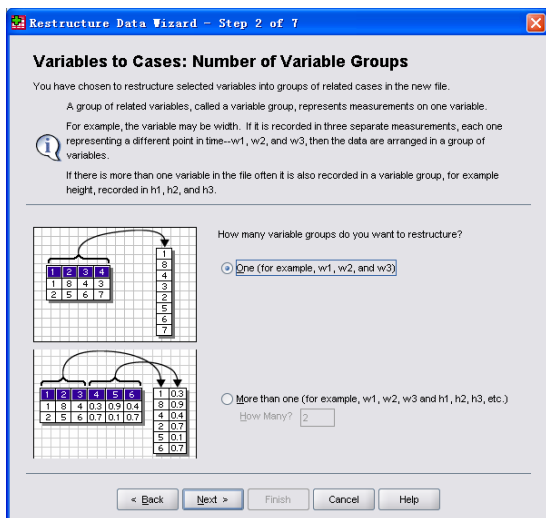 Restructure Data Wizard - Step 2 of 7
Variables to Cases: Number of Variable Groups
You have chosen to restructure selected variables into groups of related cases in the new file.
A group of related variables, called a variable group, represents measurements on one variable.
For example, the variable may be width. If it is recorded in three separate measurements, each one
representing a different point in time--w1, w2, and w3, then the data are arranged in a group of
variables.
If there is more than one variable in the file often it is also recorded in a variable group, for example
height, recorded in h1, h2, and h3.
How many variable groups do you want to restructure?
One (for example, w1, w2, and w3)
1 2 3 4
1 8 4 3
2 5 6 7
1
8
4
3
2
5
6
7
More than one (for example, w1, w2, w3 and h1, h2, h3, etc.)
How Many? 2
1 2 3 4 5 6
1 8 4 0.3 0.9 0.4
2 5 6 0.7 0.1 0.7
1 0.3
8 0.9
4 0.4
2 0.7
5 0.1
6 0.7
< Back
Next >
Finish
Cancel
Help